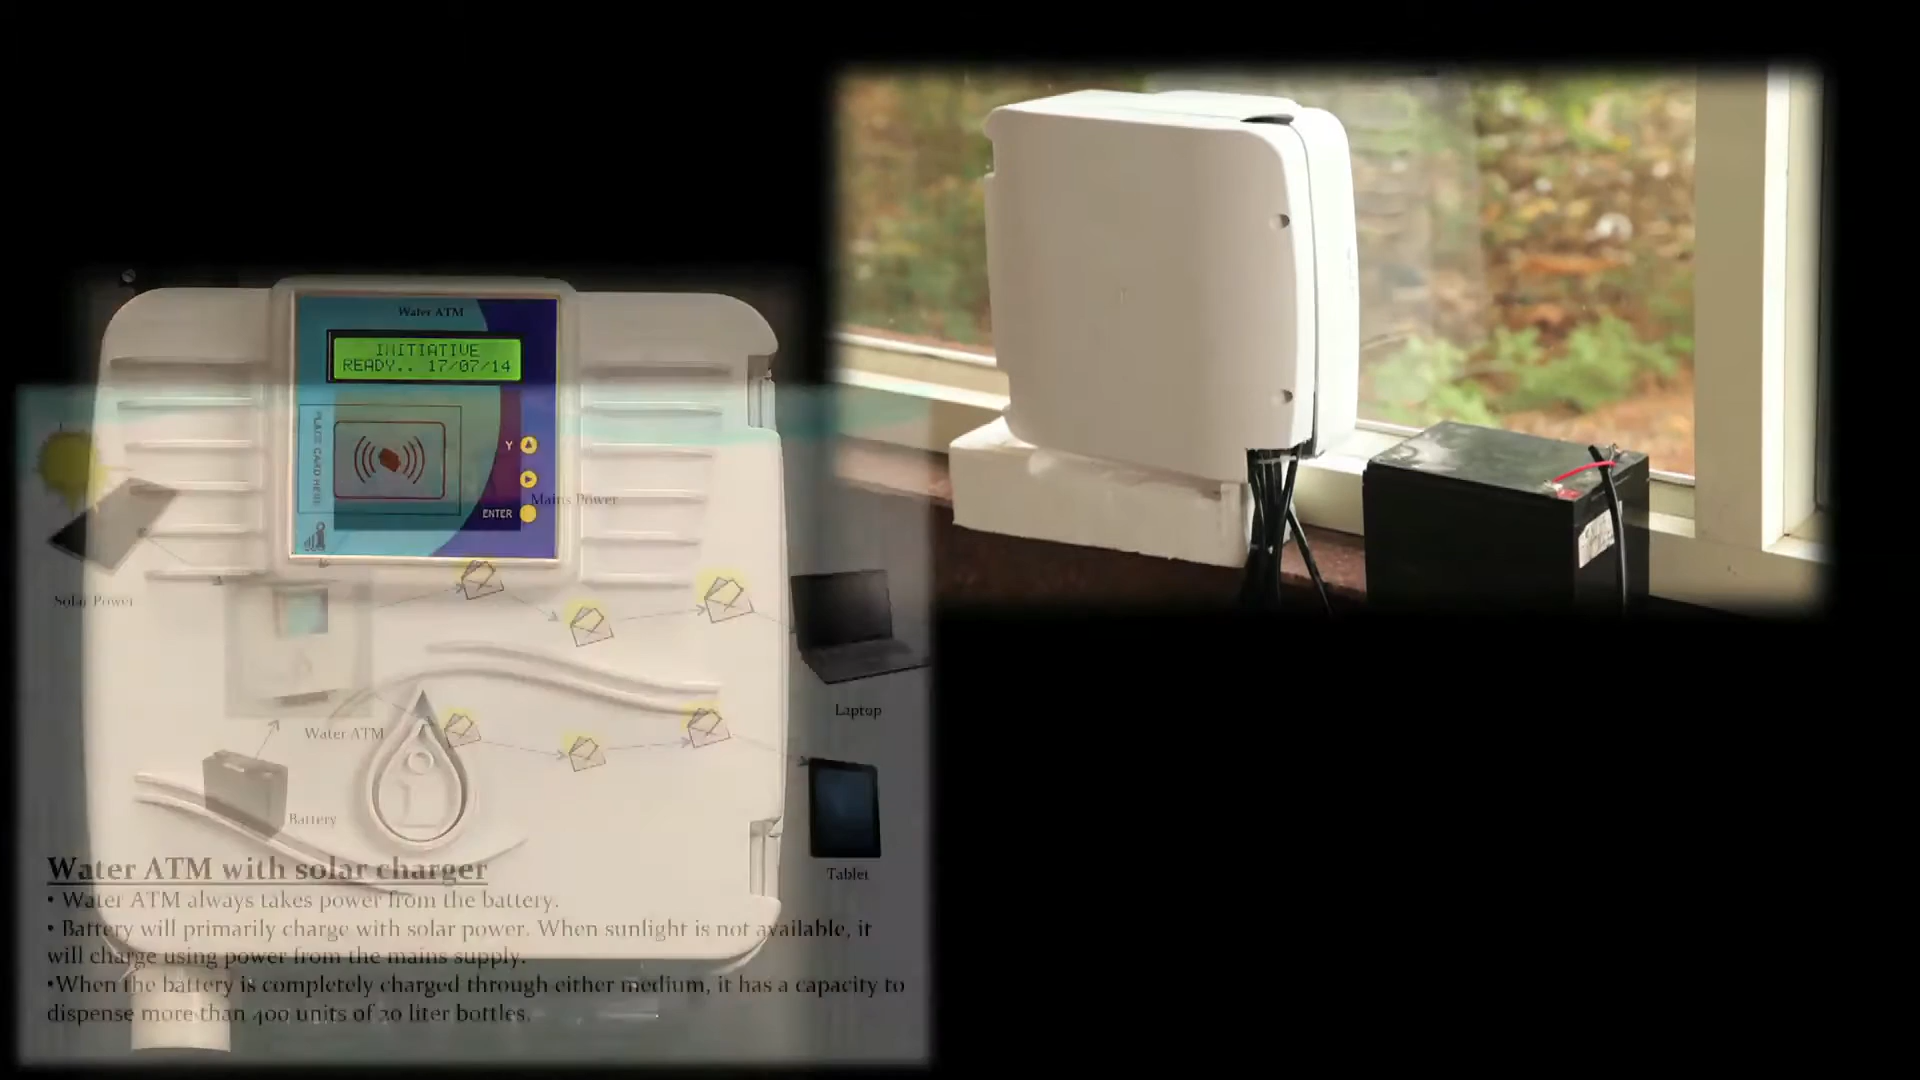 Water ATM
INITIATIVE
READY.. 17/07/14
PLACE CARD HERE
Y
ENTER
Mains Power
Solar Power
Water ATM
Battery
Laptop
Tablet
Water ATM with solar charger
• Water ATM always takes power from the battery.
• Battery will primarily charge with solar power. When sunlight is not available, it
will charge using power from the mains supply.
•When the battery is completely charged through either medium, it has a capacity to
dispense more than 400 units of 20 liter bottles.